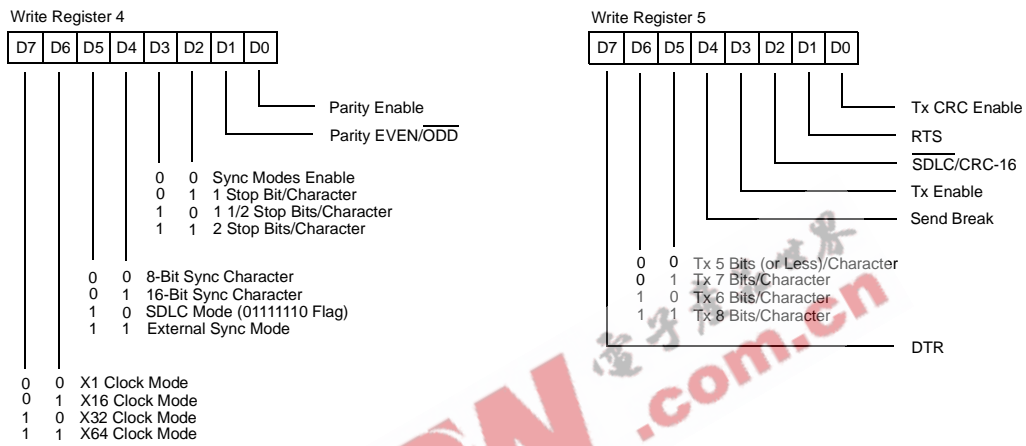 Write Register 4
D7 D6 D5 D4 D3 D2 D1 D0
Parity Enable
Parity EVEN/ODD
0 0 Sync Modes Enable
0 1 1 Stop Bit/Character
1 0 1 1/2 Stop Bits/Character
1 1 2 Stop Bits/Character
0 0 8-Bit Sync Character
0 1 16-Bit Sync Character
1 0 SDLC Mode (01111110 Flag)
1 1 External Sync Mode
0 0 X1 Clock Mode
0 1 X16 Clock Mode
1 0 X32 Clock Mode
1 1 X64 Clock Mode
Write Register 5
D7 D6 D5 D4 D3 D2 D1 D0
Tx CRC Enable
RTS
SDLC/CRC-16
Tx Enable
Send Break
0 0 Tx 5 Bits (or Less)/Character
0 1 Tx 7 Bits/Character
1 0 Tx 6 Bits/Character
1 1 Tx 8 Bits/Character
DTR
.com.cn